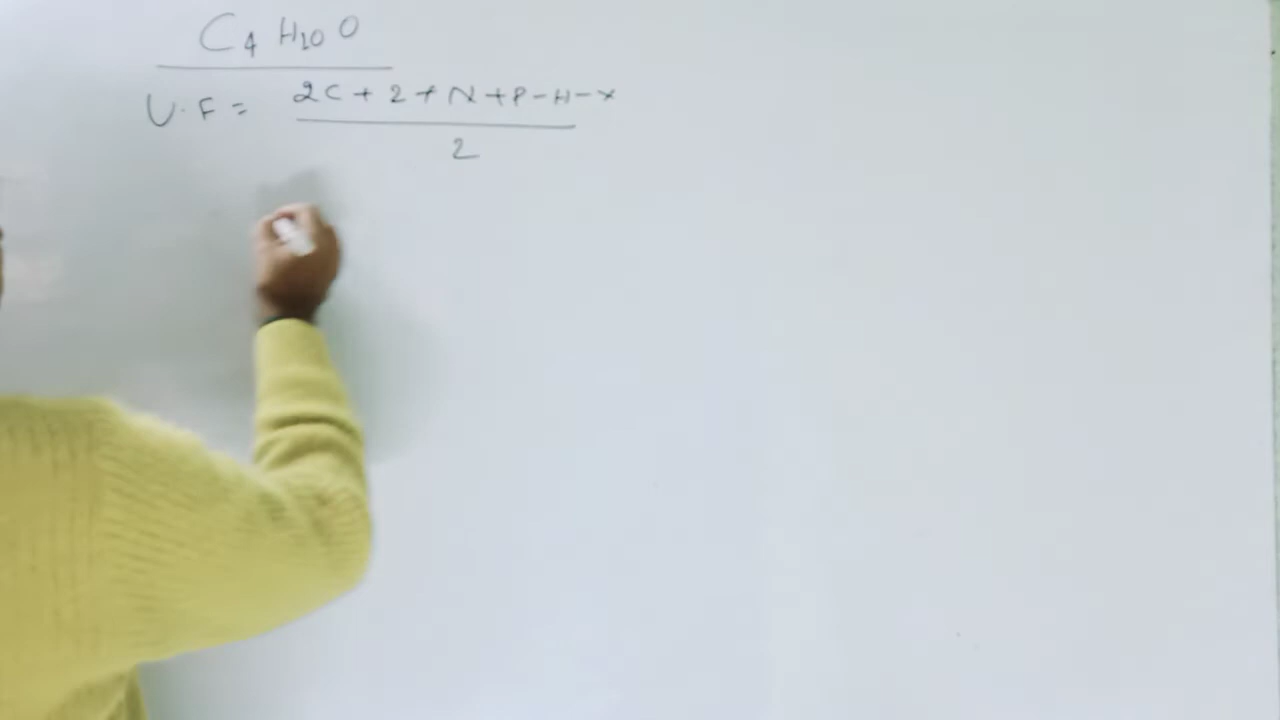 C4 H10 O
U.F = 2C + 2 + N + P - H - X
2